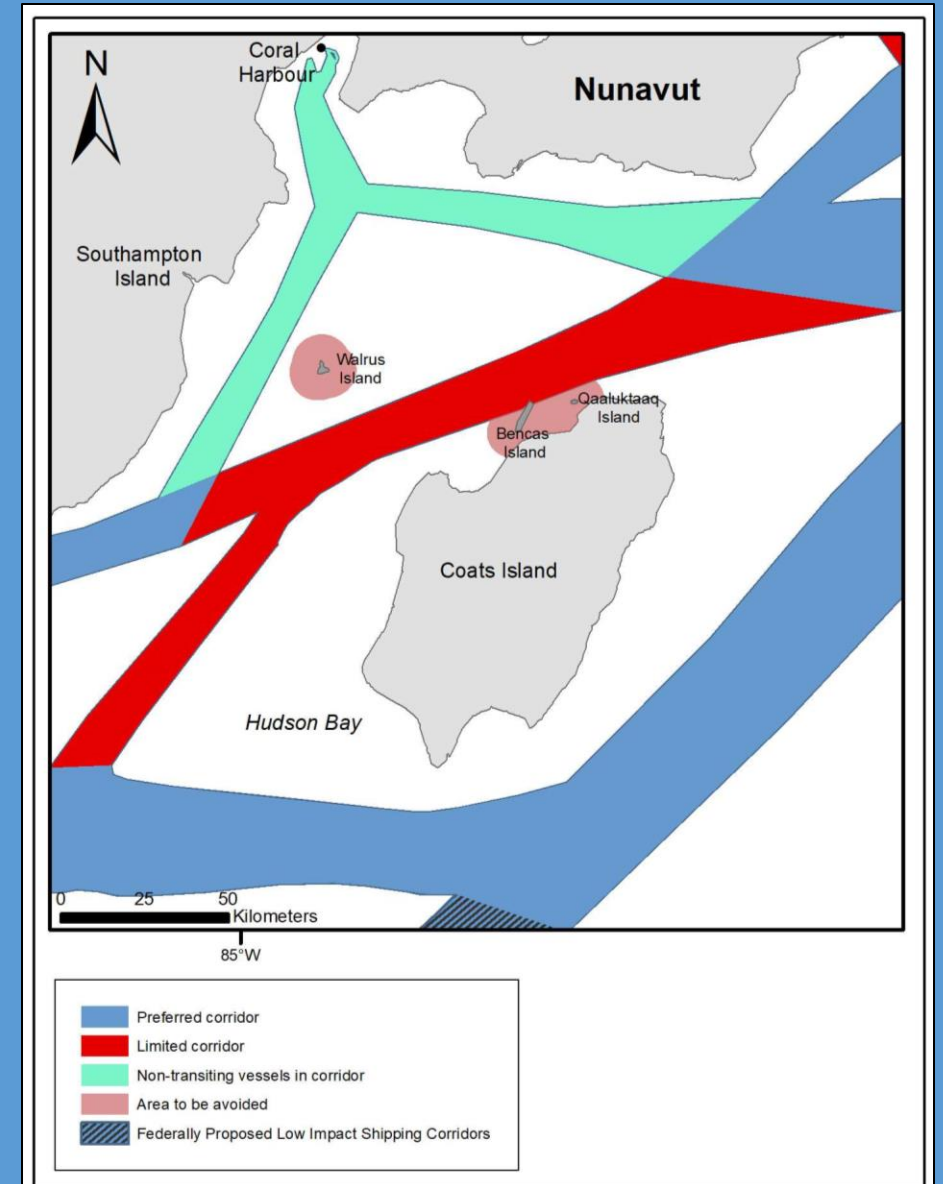 Coral
Harbour
N
Nunavut
Southampton
Island
Walrus
Island
Qaaluktaaq
Island
Bencas
Island
Coats Island
Hudson Bay
0 25 50
Kilometers
85°W
Preferred corridor
Limited corridor
Non-transiting vessels in corridor
Area to be avoided
Federally Proposed Low Impact Shipping Corridors